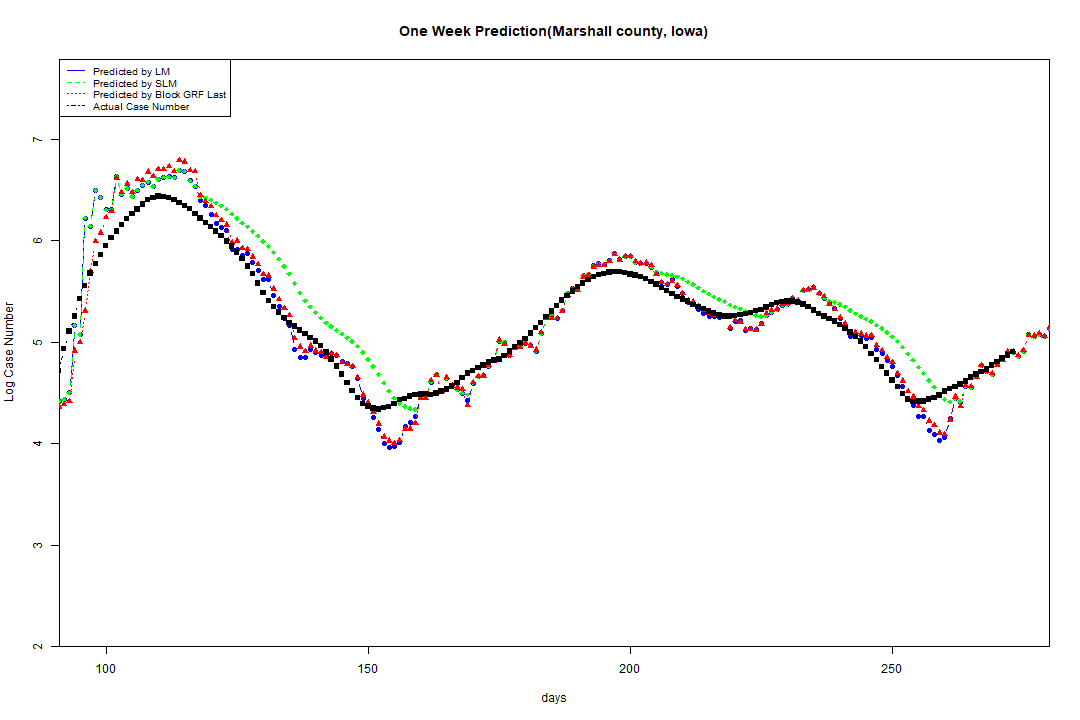 One Week Prediction(Marshall county, Iowa)
Predicted by LM
Predicted by SLM
Predicted by Block GRF Last
Actual Case Number
7
6
5
4
3
2
Log Case Number
100 150 200 250
days